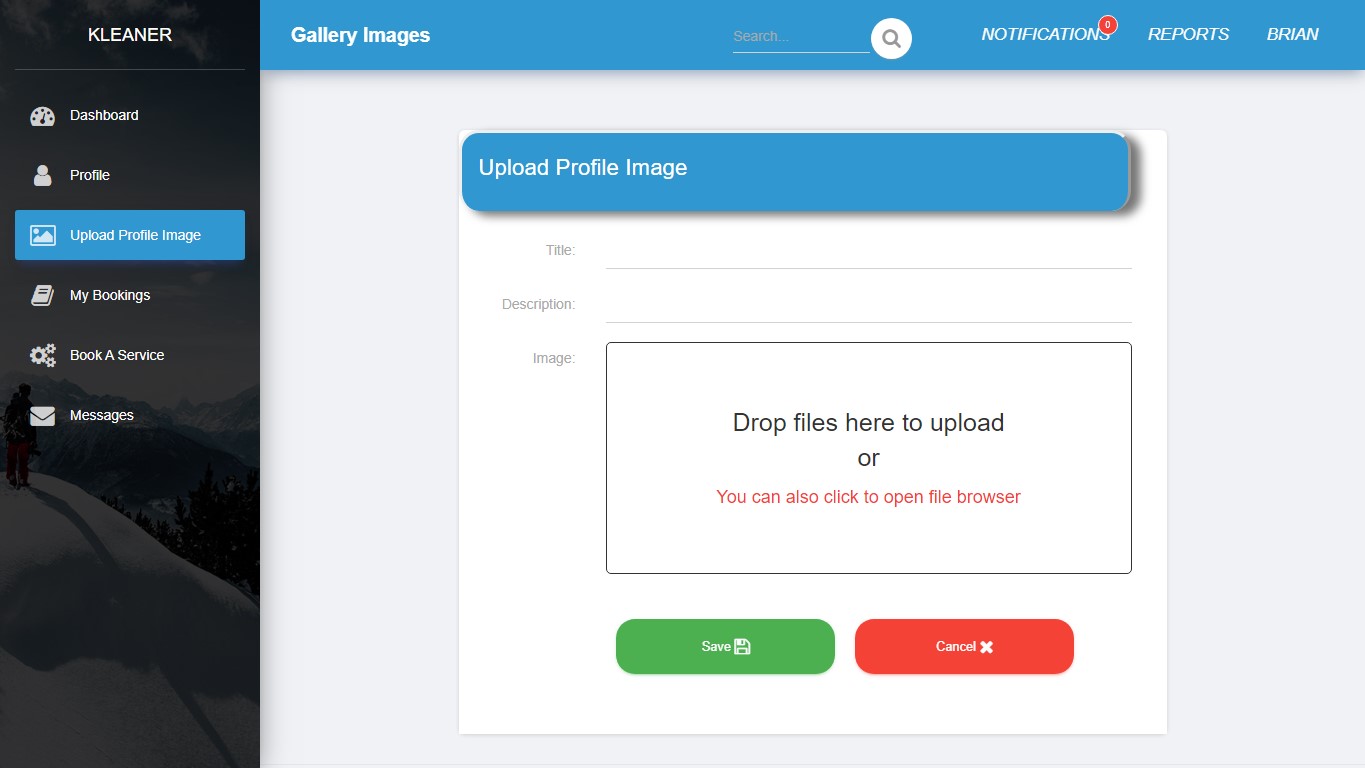 KLEANER
Dashboard
Profile
Upload Profile Image
My Bookings
Book A Service
Messages
Gallery Images
Search...
NOTIFICATIONS 0
REPORTS
BRIAN
Upload Profile Image
Title:
Description:
Image:
Drop files here to upload
or
You can also click to open file browser
Save
Cancel